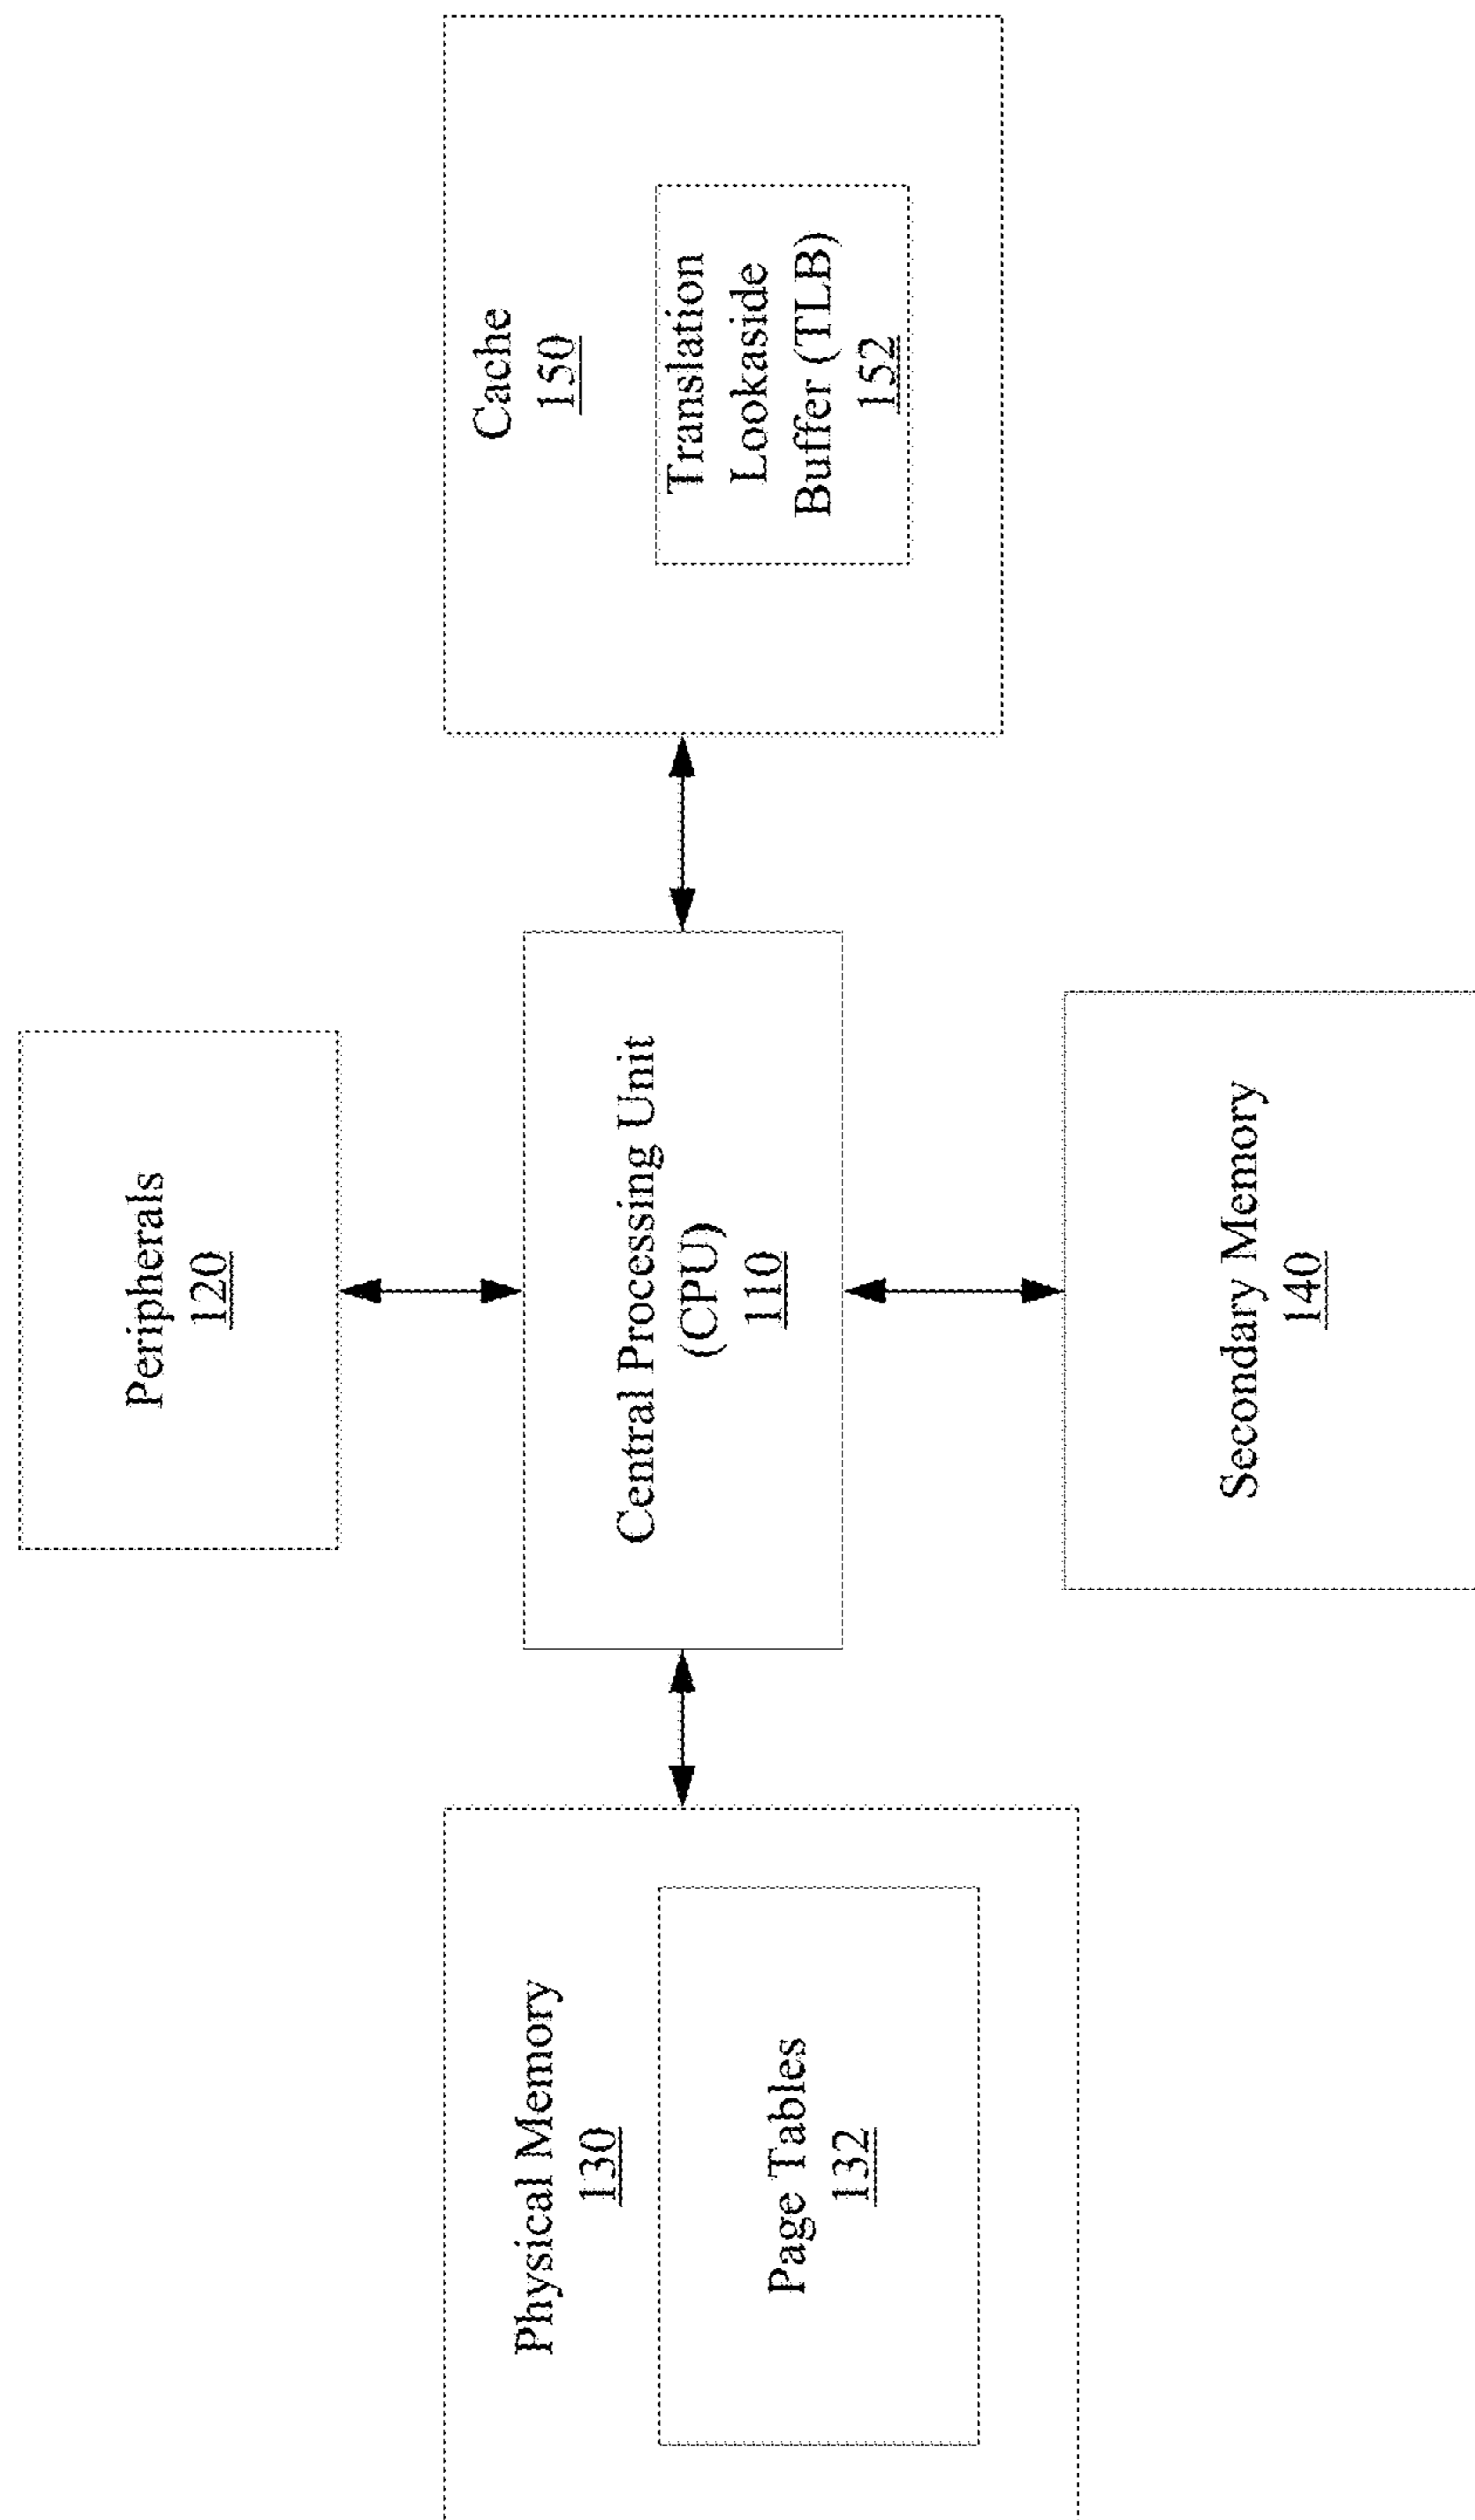 Peripherals
120
Physical Memory
130
Page Tables
132
Central Processing Unit
(CPU)
110
Cache
150
Translation
Lookaside
Buffer (TLB)
152
Secondary Memory
140